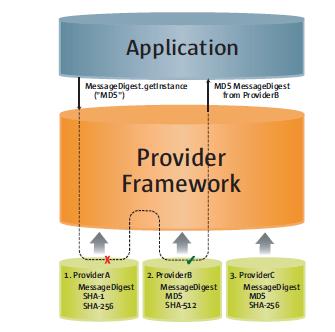 Application
MessageDigest.getInstance
("MD5")
MD5 MessageDigest
from ProviderB
Provider
Framework
1. ProviderA
MessageDigest
SHA-1
SHA-256
2. ProviderB
MessageDigest
MD5
SHA-512
3. ProviderC
MessageDigest
MD5
SHA-256